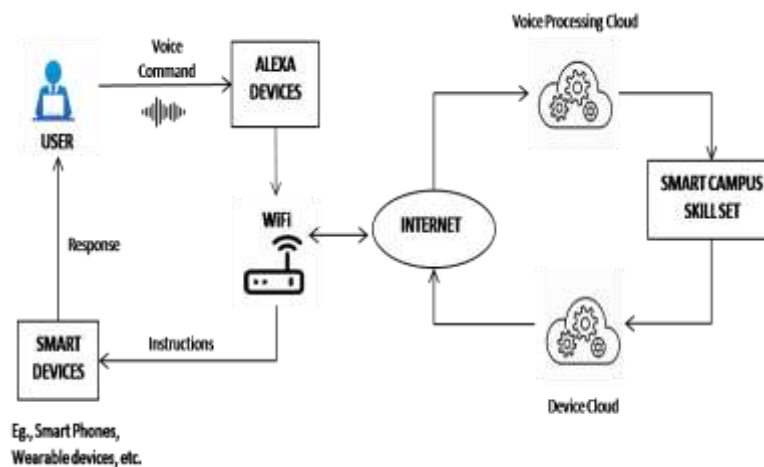 Voice Processing Cloud
Voice
Command
ALEXA
DEVICES
USER
SMART CAMPUS
SKILL SET
WiFi
INTERNET
Response
SMART
DEVICES
Instructions
Device Cloud
Eg., Smart Phones,
Wearable devices, etc.